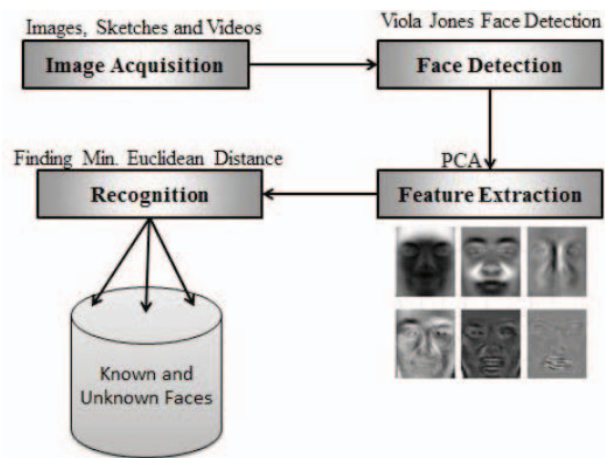 Images, Sketches and Videos
Viola Jones Face Detection
Image Acquisition
Face Detection
Finding Min. Euclidean Distance
PCA
Recognition
Feature Extraction
Known and
Unknown Faces